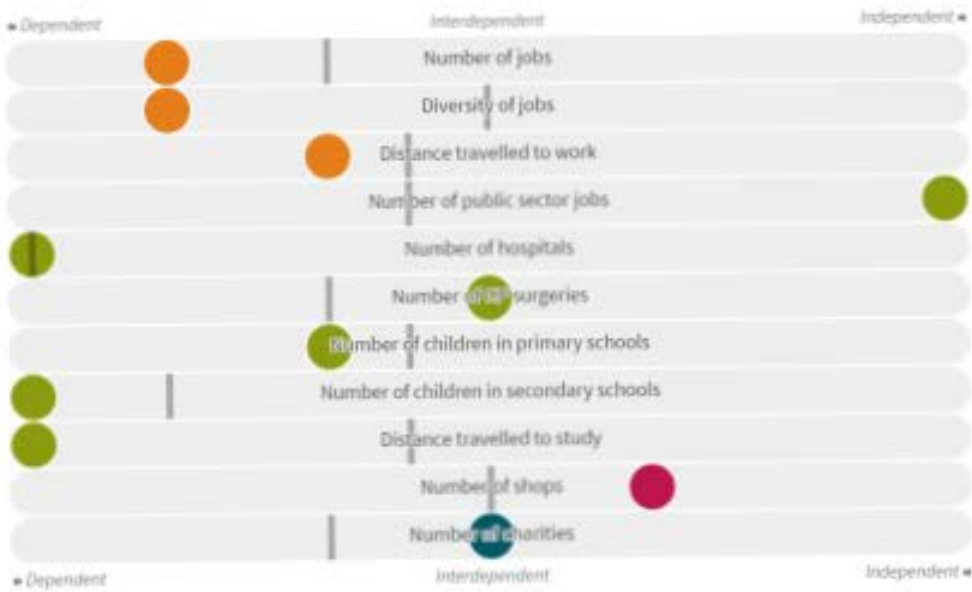 Dependent
Interdependent
Independent
Number of jobs
Diversity of jobs
Distance travelled to work
Number of public sector jobs
Number of hospitals
Number of GP surgeries
Number of children in primary schools
Number of children in secondary schools
Distance travelled to study
Number of shops
Number of charities
Dependent
Interdependent
Independent